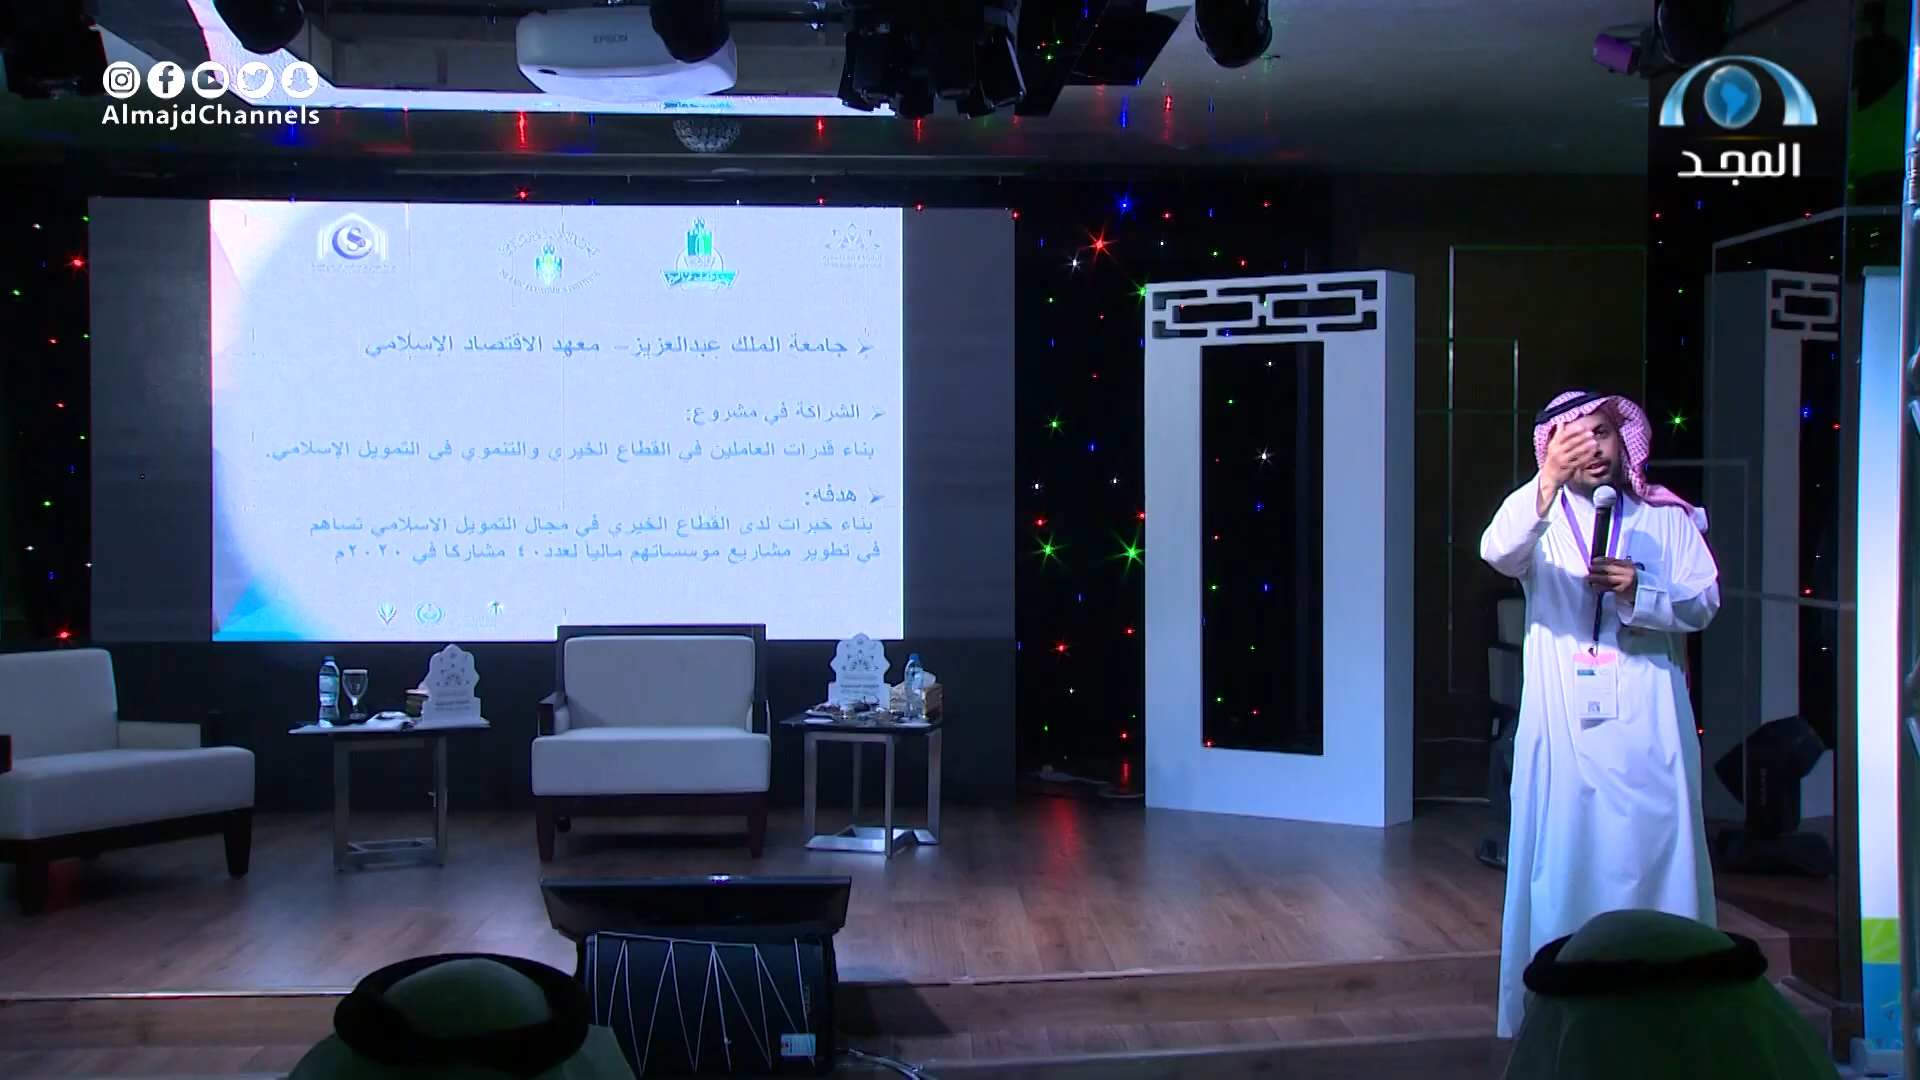 AlmajdChannels
EPSON
المجد
جامعة الملك عبدالعزيز – معهد الاقتصاد الإسلامي
الشراكة في مشروع:
بناء قدرات العاملين في القطاع الخيري والتنموي في التمويل الإسلامي.
هدفه:
بناء خبرات لدى القطاع الخيري في مجال التمويل الاسلامي تساهم
في تطوير مشاريع موسساتهم ماليا لعدد ٤٠ مشاركا في ٢٠٢٠م